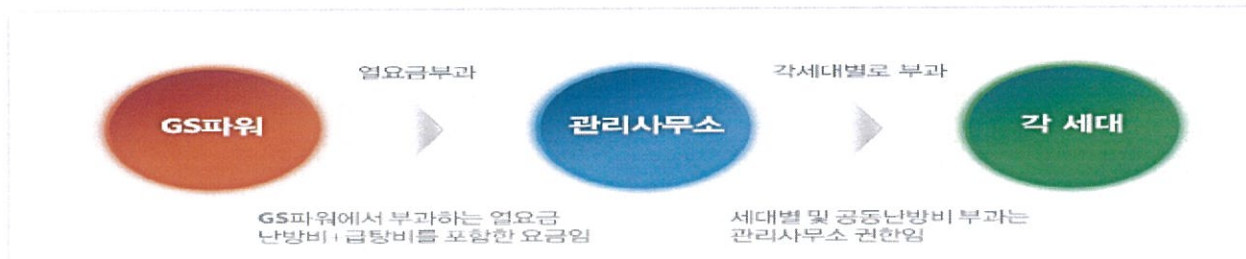 열요금부과
각세대별로 부과
GS파워
관리사무소
각 세대
GS파워에서 부과하는 열요금
난방비+급탕비를 포함한 요금임
세대별 및 공동난방비 부과는
관리사무소 권한임